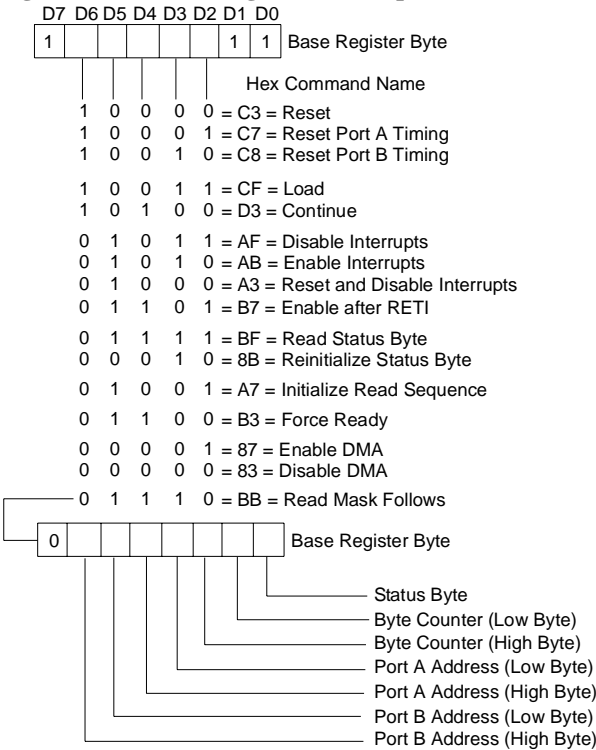 D7 D6 D5 D4 D3 D2 D1 D0
1 1 1 Base Register Byte
Hex Command Name
1 0 0 0 0 = C3 = Reset
1 0 0 0 1 = C7 = Reset Port A Timing
1 0 0 1 0 = C8 = Reset Port B Timing
1 0 0 1 1 = CF = Load
1 0 1 0 0 = D3 = Continue
0 1 0 1 1 = AF = Disable Interrupts
0 1 0 1 0 = AB = Enable Interrupts
0 1 0 0 0 = A3 = Reset and Disable Interrupts
0 1 1 0 1 = B7 = Enable after RETI
0 1 1 1 1 = BF = Read Status Byte
0 0 0 1 0 = 8B = Reinitialize Status Byte
0 1 0 0 1 = A7 = Initialize Read Sequence
0 1 1 0 0 = B3 = Force Ready
0 0 0 0 1 = 87 = Enable DMA
0 0 0 0 0 = 83 = Disable DMA
0 1 1 1 0 = BB = Read Mask Follows
0 Base Register Byte
Status Byte
Byte Counter (Low Byte)
Byte Counter (High Byte)
Port A Address (Low Byte)
Port A Address (High Byte)
Port B Address (Low Byte)
Port B Address (High Byte)